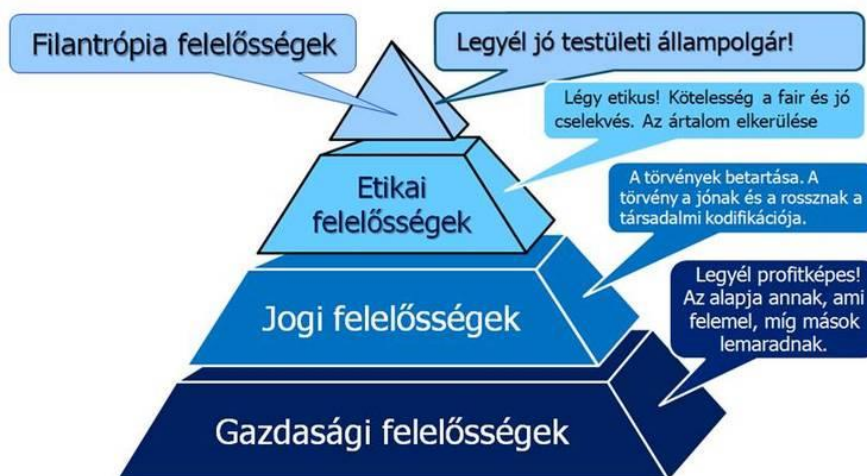 Filantrópia felelősségek
Legyél jó testületi állampolgár!
Légy etikus! Kötelesség a fair és jó
cselekvés. Az ártalom elkerülése
Etikai
felelősségek
A törvények betartása. A
törvény a jónak és a rossznak a
társadalmi kodifikációja.
Jogi felelősségek
Legyél profitképes!
Az alapja annak, ami
felemel, míg mások
lemaradnak.
Gazdasági felelősségek